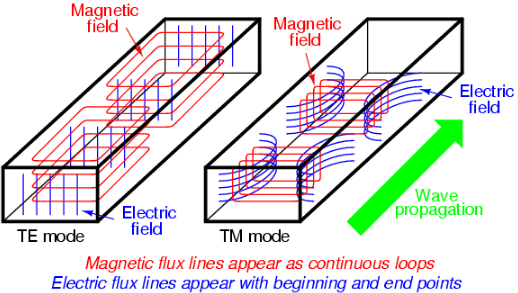 Magnetic
field
Magnetic
field
Electric
field
Electric
field
Wave
propagation
TE mode
TM mode
Magnetic flux lines appear as continuous loops
Electric flux lines appear with beginning and end points